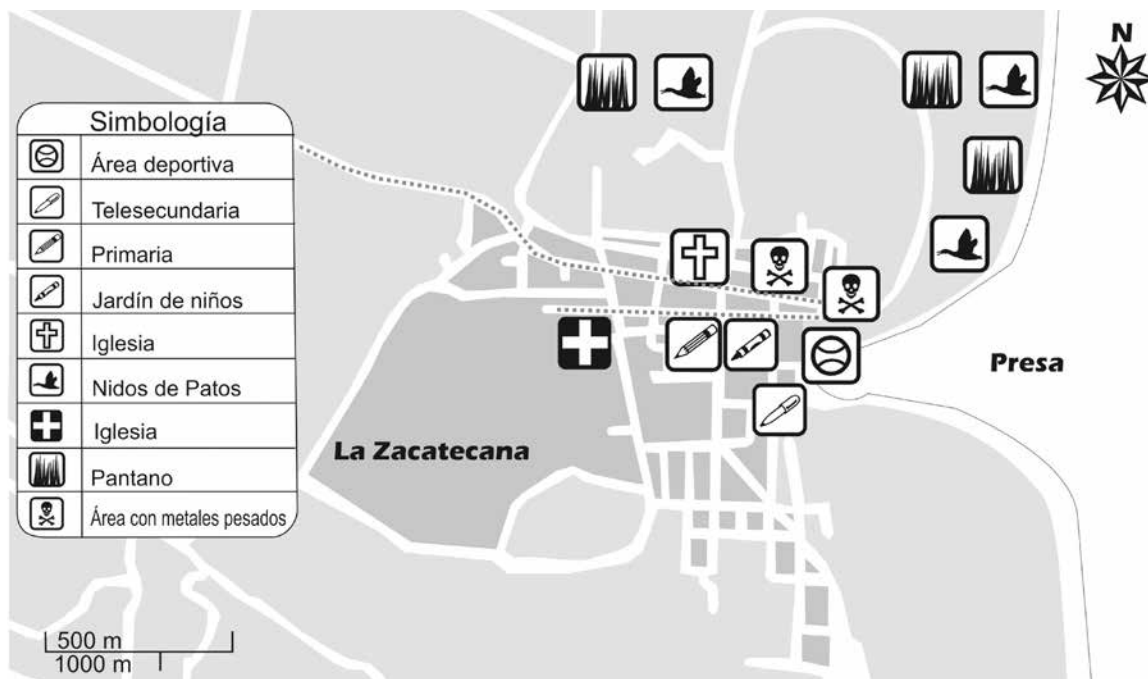 N
Simbología
Área deportiva
Telesecundaria
Primaria
Jardín de niños
Iglesia
Nidos de Patos
Iglesia
Pantano
Área con metales pesados
Presa
La Zacatecana
500 m
1000 m